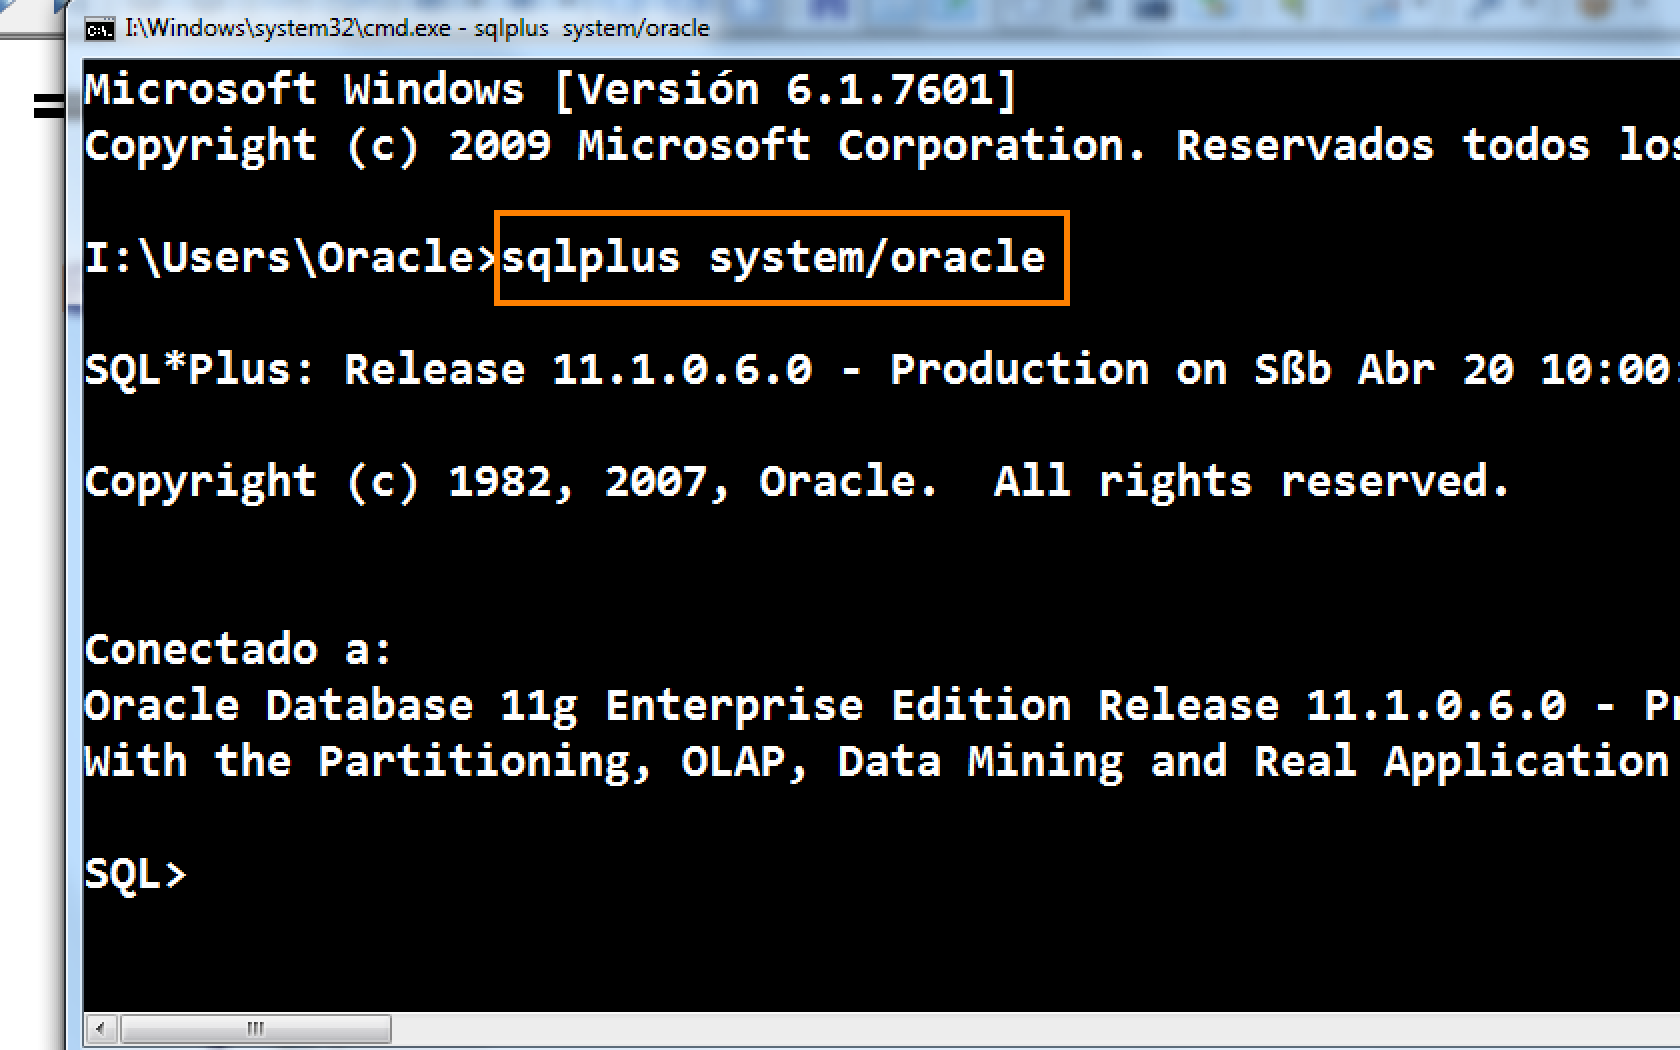 I:\Windows\system32\cmd.exe - sqlplus  system/oracle
Microsoft Windows [Versión 6.1.7601]
Copyright (c) 2009 Microsoft Corporation. Reservados todos los
I:\Users\Oracle>sqlplus system/oracle
SQL*Plus: Release 11.1.0.6.0 - Production on Sßb Abr 20 10:00:
Copyright (c) 1982, 2007, Oracle.  All rights reserved.
Conectado a:
Oracle Database 11g Enterprise Edition Release 11.1.0.6.0 -
With the Partitioning, OLAP, Data Mining and Real Application
SQL>